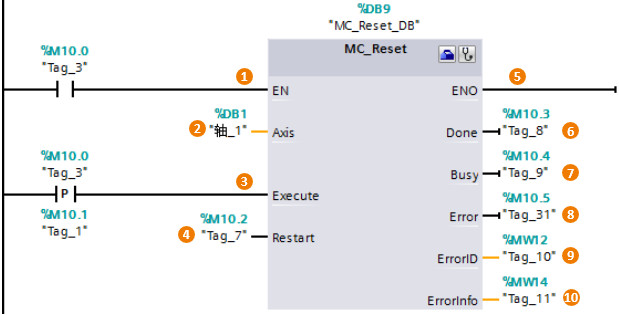 %DB9
"MC_Reset_DB"
MC_Reset
%M10.0
"Tag_3"
1
EN
ENO
5
%DB1
2 "轴_1"
Axis
%M10.3
Done
"Tag_8" 6
%M10.0
"Tag_3"
P
%M10.1
"Tag_1"
3
Execute
%M10.4
Busy
"Tag_9" 7
%M10.5
Error
"Tag_31" 8
%M10.2
4 "Tag_7"
Restart
%MW12
ErrorID
"Tag_10" 9
%MW14
ErrorInfo
"Tag_11" 10